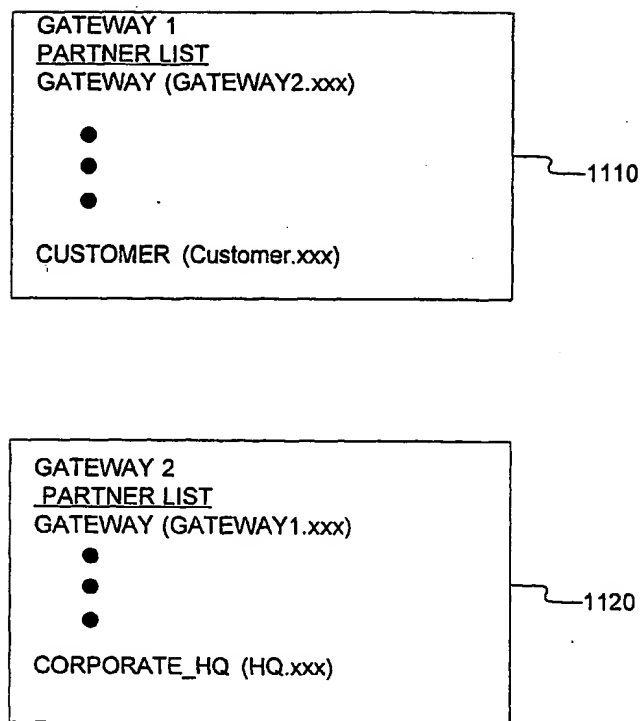 GATEWAY 1
PARTNER LIST
GATEWAY (GATEWAY2.xxx)
CUSTOMER (Customer.xxx)
1110
GATEWAY 2
PARTNER LIST
GATEWAY (GATEWAY1.xxx)
CORPORATE_HQ (HQ.xxx)
1120